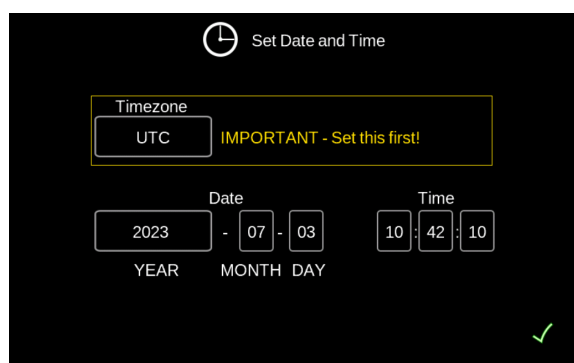 Set Date and Time
Timezone
UTC IMPORTANT - Set this first!
Date Time
2023 - 07 - 03 10 : 42 : 10
YEAR MONTH DAY